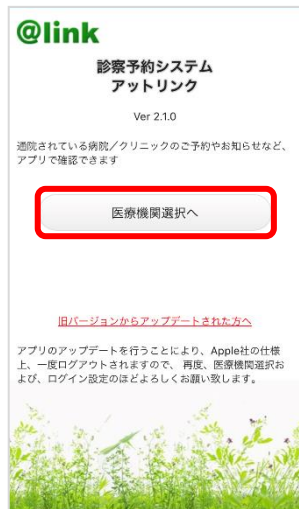 @link
診察予約システム
アットリンク
Ver 2.1.0
通院されている病院／クリニックのご予約やお知らせなど、
アプリで確認できます
医療機関選択へ
旧バージョンからアップデートされた方へ
アプリのアップデートを行うことにより、Apple社の仕様
上、一度ログアウトされますので、 再度、医療機関選択お
よび、ログイン設定のほどよろしくお願い致します。